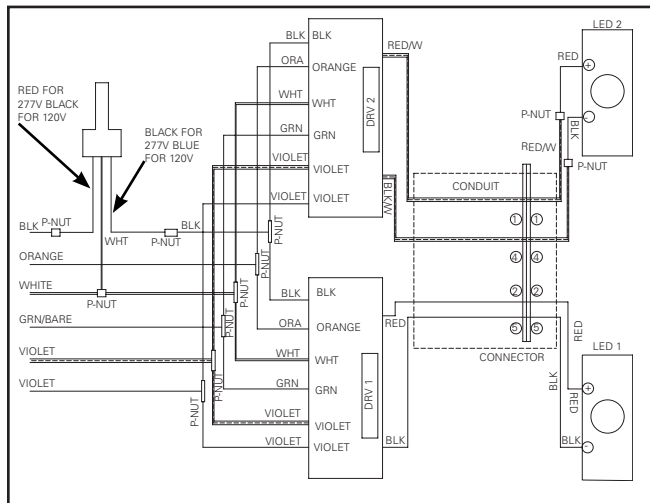 LED 2
BLK BLK
RED/W
RED
ORA ORANGE
RED FOR
277V BLACK
FOR 120V
WHT WHT
DRV 2
P-NUT
BLK
BLACK FOR
277V BLUE
FOR 120V
GRN GRN
RED/W
VIOLET VIOLET
P-NUT
BLK/W
CONDUIT
VIOLET VIOLET
BLK P-NUT
WHT
P-NUT
BLK
P-NUT
1 1
ORANGE
P-NUT
4 4
WHITE
P-NUT
P-NUT
BLK BLK
2 2
GRN/BARE
P-NUT
ORA ORANGE
RED
5 5
RED
VIOLET
P-NUT
WHT WHT
CONNECTOR
LED 1
VIOLET
P-NUT
GRN GRN
DRV 1
BLK
RED
VIOLET VIOLET
VIOLET VIOLET
BLK
BLK